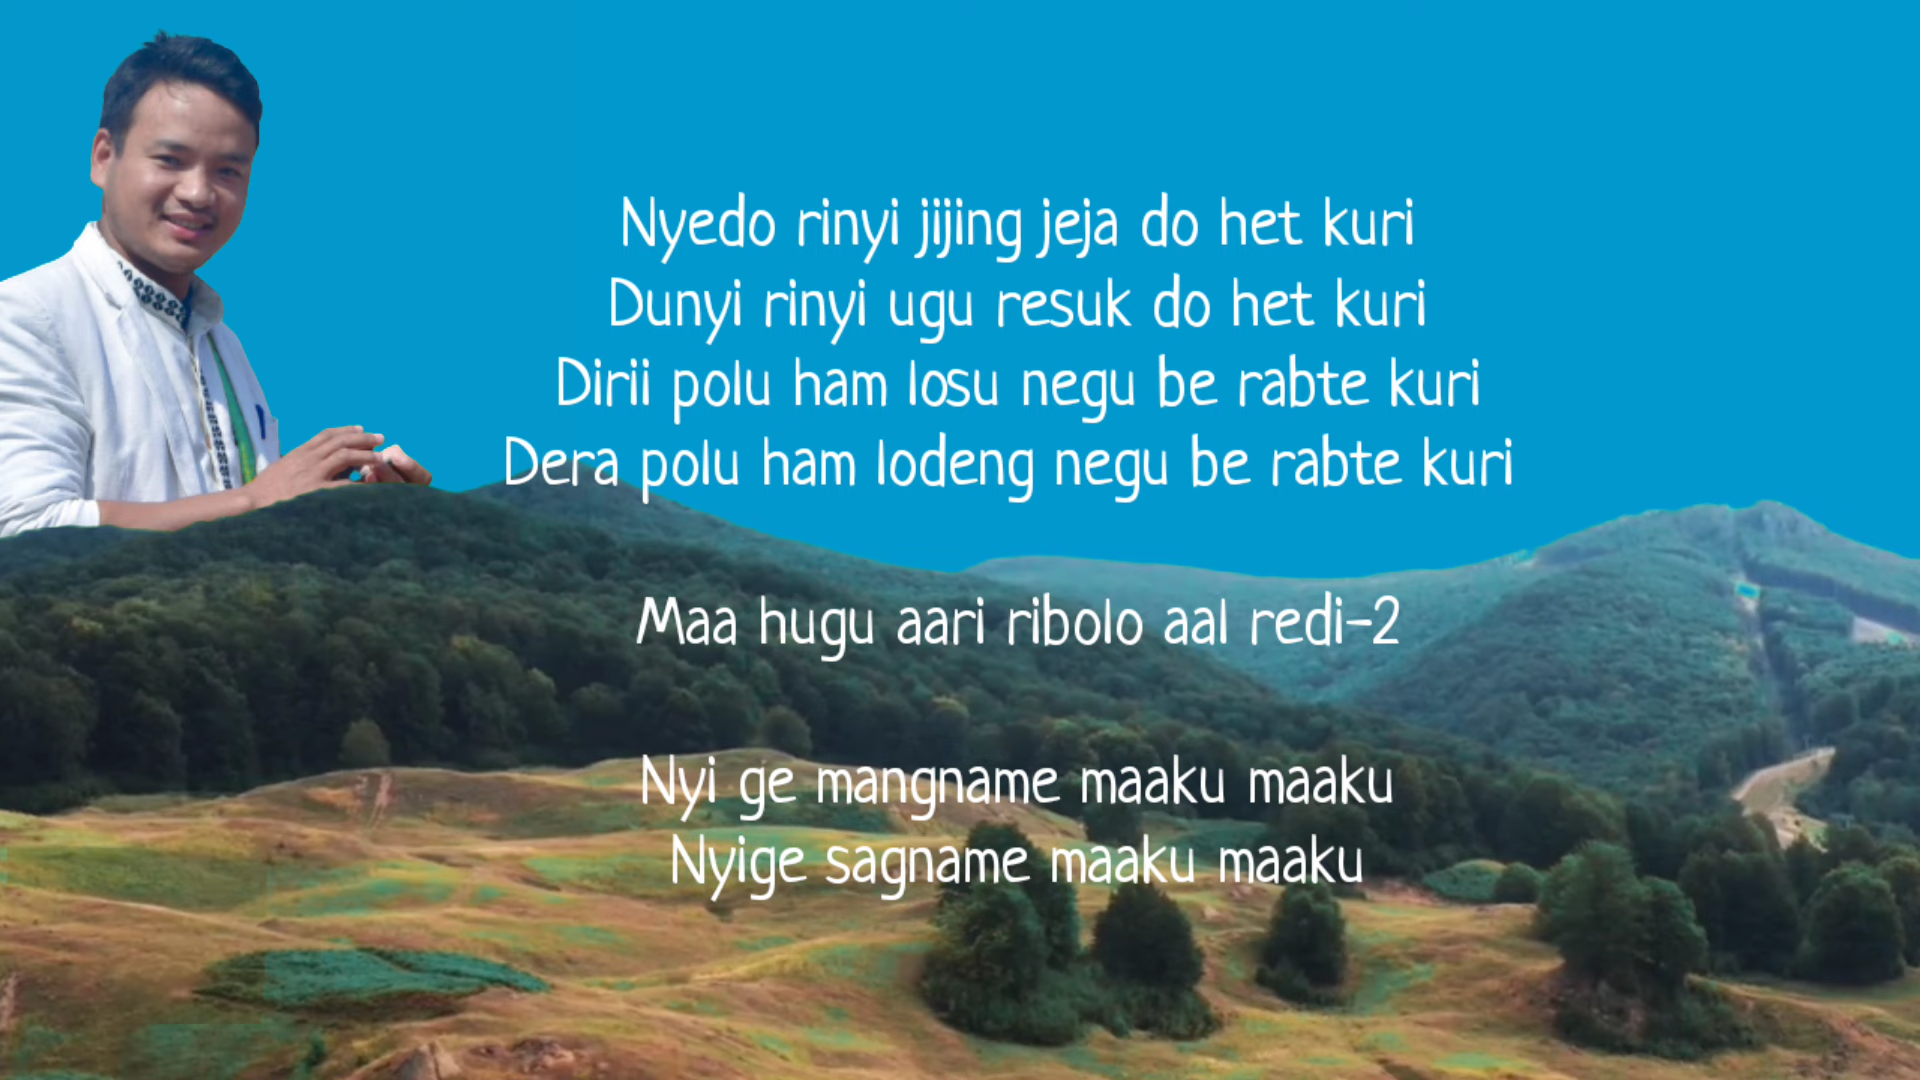 Nyedo rinyi jijing jeja do het kuri
Dunyi rinyi ugu resuk do het kuri
Dirii polu ham losu negu be rabte kuri
Dera polu ham lodeng negu be rabte kuri
Maa hugu aari ribolo aal redi-2
Nyi ge mangname maaku maaku
Nyige sagname maaku maaku